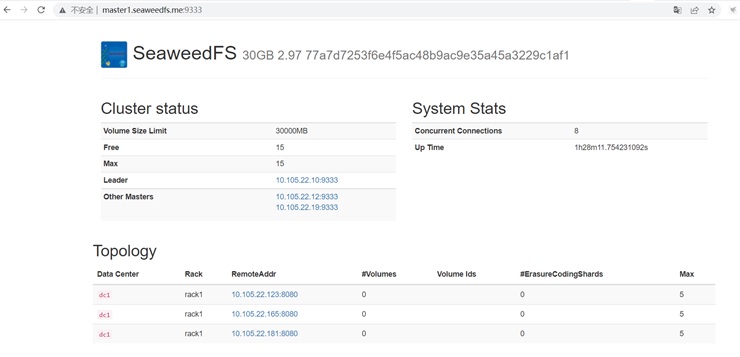 不安全 | master1.seaweedfs.me:9333
SeaweedFS 30GB 2.97 77a7d7253f6e4f5ac48b9ac9e35a45a3229c1af1
Cluster status
Volume Size Limit 30000MB
Free 15
Max 15
Leader 10.105.22.10:9333
Other Masters 10.105.22.12:9333
10.105.22.19:9333
System Stats
Concurrent Connections 8
Up Time 1h28m11.754231092s
Topology
Data Center Rack RemoteAddr #Volumes Volume Ids #ErasureCodingShards Max
dc1 rack1 10.105.22.123:8080 0 0 5
dc1 rack1 10.105.22.165:8080 0 0 5
dc1 rack1 10.105.22.181:8080 0 0 5